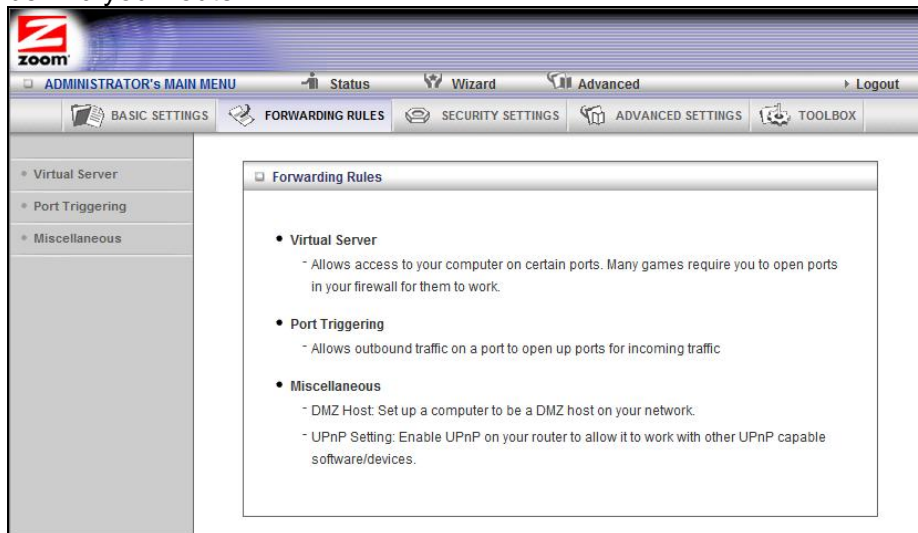 zoom
ADMINISTRATOR's MAIN MENU Status Wizard Advanced Logout
BASIC SETTINGS FORWARDING RULES SECURITY SETTINGS ADVANCED SETTINGS TOOLBOX
Virtual Server
Port Triggering
Miscellaneous
Forwarding Rules
• Virtual Server
- Allows access to your computer on certain ports. Many games require you to open ports
in your firewall for them to work.
• Port Triggering
- Allows outbound traffic on a port to open up ports for incoming traffic
• Miscellaneous
- DMZ Host: Set up a computer to be a DMZ host on your network.
- UPnP Setting: Enable UPnP on your router to allow it to work with other UPnP capable
software/devices.